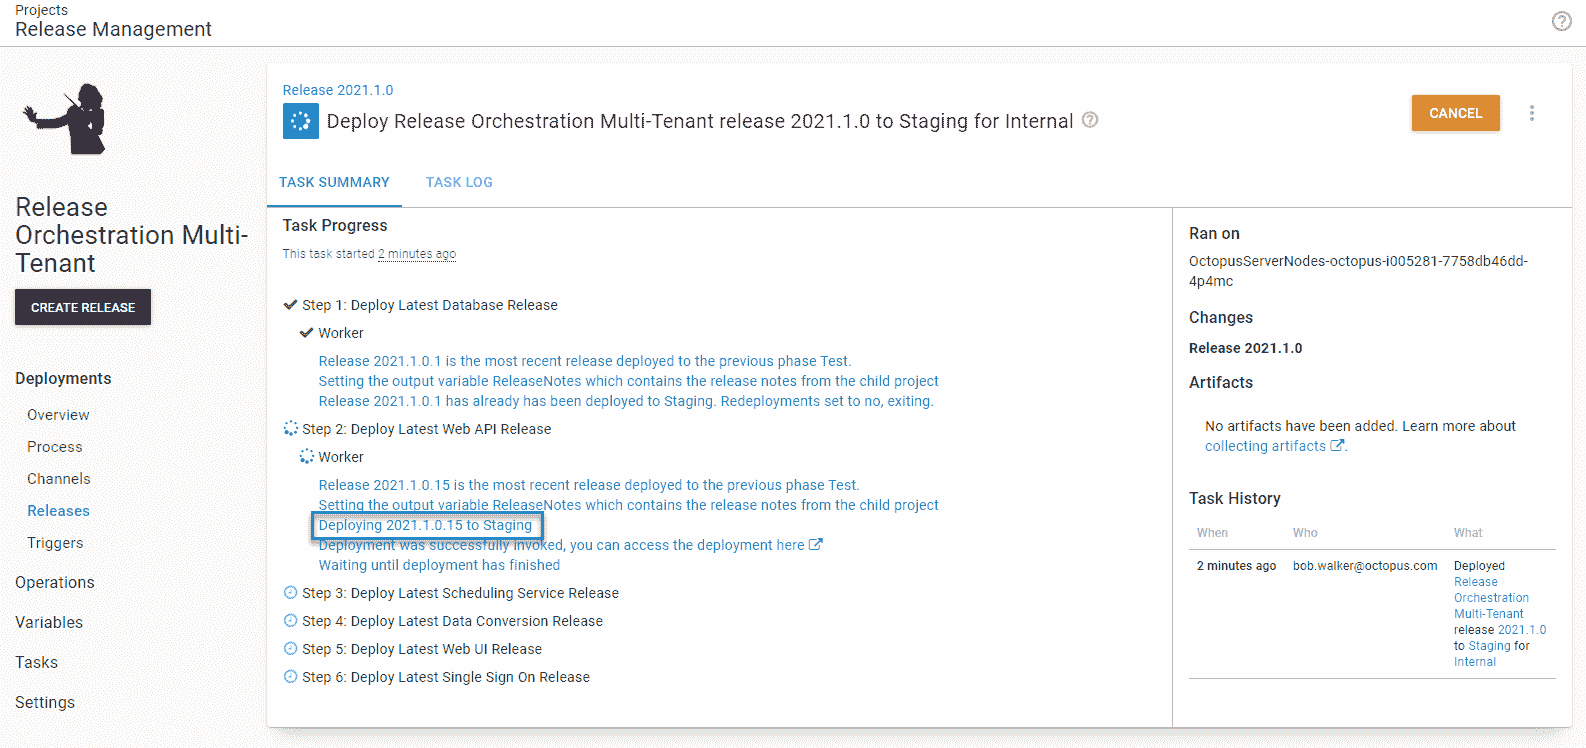 Projects
Release Management
Release
Orchestration Multi-
Tenant
CREATE RELEASE
Deployments
Overview
Process
Channels
Releases
Triggers
Operations
Variables
Tasks
Settings
Release 2021.1.0
Deploy Release Orchestration Multi-Tenant release 2021.1.0 to Staging for Internal
CANCEL
TASK SUMMARY
TASK LOG
Task Progress
This task started 2 minutes ago
Step 1: Deploy Latest Database Release
Worker
Release 2021.1.0.1 is the most recent release deployed to the previous phase Test.
Setting the output variable ReleaseNotes which contains the release notes from the child project
Release 2021.1.0.1 has already has been deployed to Staging. Redeployments set to no, exiting.
Step 2: Deploy Latest Web API Release
Worker
Release 2021.1.0.15 is the most recent release deployed to the previous phase Test.
Setting the output variable ReleaseNotes which contains the release notes from the child project
Deploying 2021.1.0.15 to Staging
Deployment was successfully invoked, you can access the deployment here
Waiting until deployment has finished
Step 3: Deploy Latest Scheduling Service Release
Step 4: Deploy Latest Data Conversion Release
Step 5: Deploy Latest Web UI Release
Step 6: Deploy Latest Single Sign On Release
Ran on
OctopusServerNodes-octopus-i005281-7758db46dd-
4p4mc
Changes
Release 2021.1.0
Artifacts
No artifacts have been added. Learn more about
collecting artifacts.
Task History
When Who What
2 minutes ago bob.walker@octopus.com Deployed
Release
Orchestration
Multi-Tenant
release 2021.1.0
to Staging for
Internal